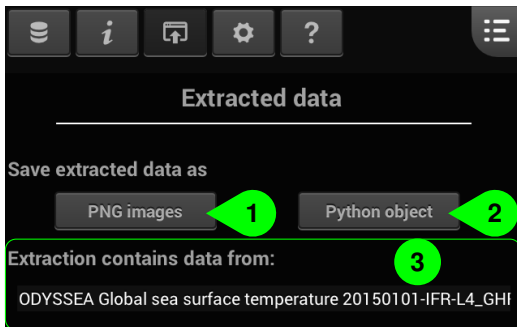 i ?
Extracted data
Save extracted data as
PNG images 1 Python object 2
3
Extraction contains data from:
ODYSSEA Global sea surface temperature 20150101-IFR-L4_GHR